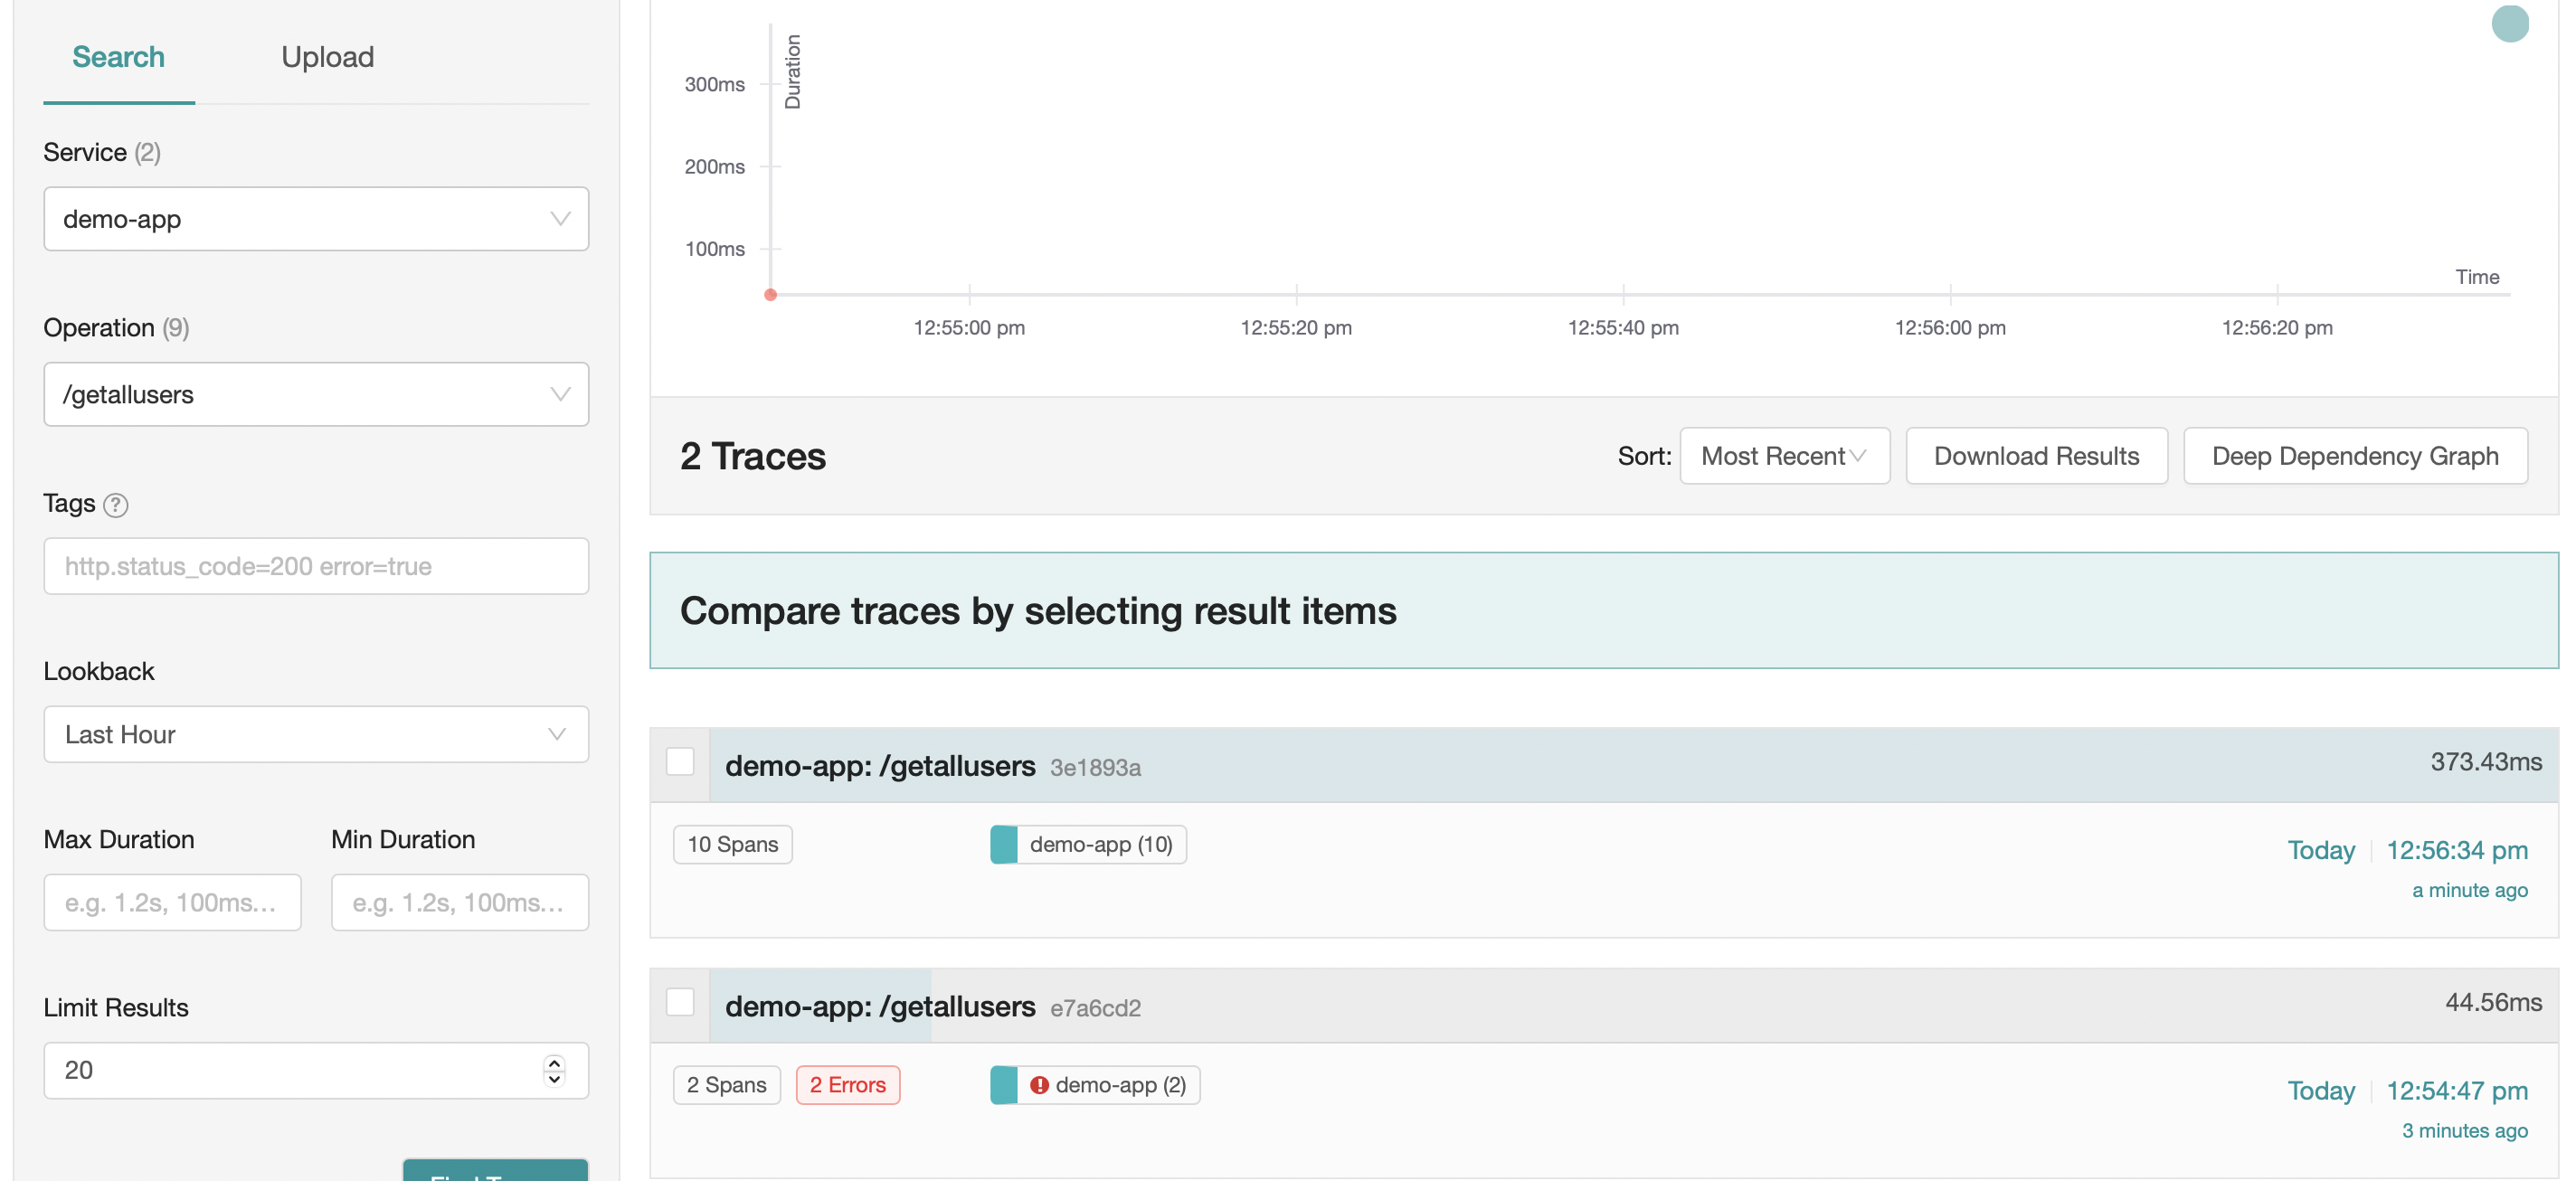 Search
Upload
Service (2)
demo-app
Operation (9)
/getallusers
Tags ?
http.status_code=200 error=true
Lookback
Last Hour
Max Duration
Min Duration
e.g. 1.2s, 100ms...
e.g. 1.2s, 100ms...
Limit Results
20
Duration
300ms
200ms
100ms
Time
12:55:00 pm
12:55:20 pm
12:55:40 pm
12:56:00 pm
12:56:20 pm
2 Traces
Sort:
Most Recent
Download Results
Deep Dependency Graph
Compare traces by selecting result items
demo-app: /getallusers 3e1893a
373.43ms
10 Spans
demo-app (10)
Today
12:56:34 pm
a minute ago
demo-app: /getallusers e7a6cd2
44.56ms
2 Spans
2 Errors
demo-app (2)
Today
12:54:47 pm
3 minutes ago